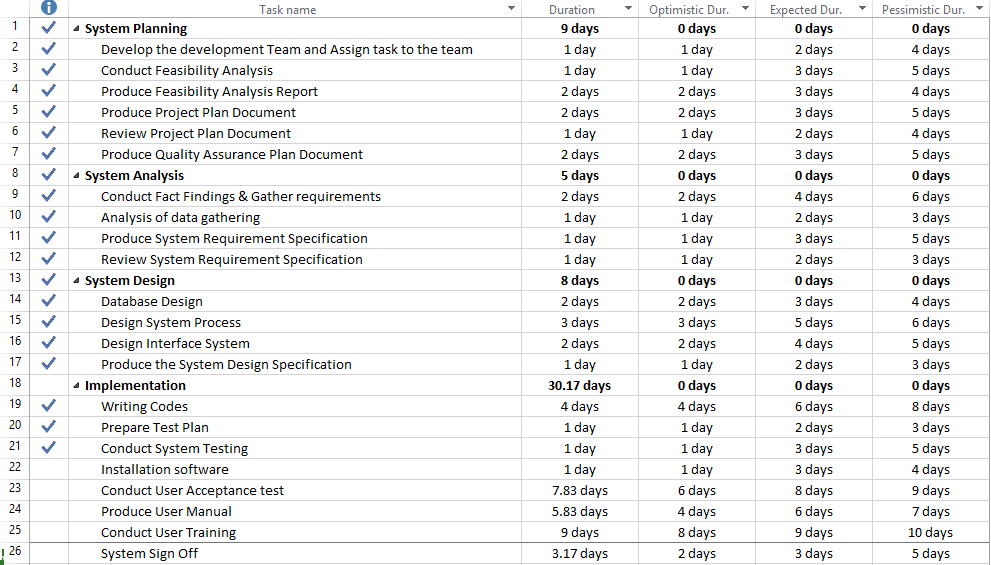 Task name Duration Optimistic Dur. Expected Dur. Pessimistic Dur.
1 System Planning 9 days 0 days 0 days 0 days
2 Develop the development Team and Assign task to the team 1 day 1 day 2 days 4 days
3 Conduct Feasibility Analysis 1 day 1 day 3 days 5 days
4 Produce Feasibility Analysis Report 2 days 2 days 3 days 4 days
5 Produce Project Plan Document 2 days 2 days 3 days 5 days
6 Review Project Plan Document 1 day 1 day 2 days 4 days
7 Produce Quality Assurance Plan Document 2 days 2 days 3 days 5 days
8 System Analysis 5 days 0 days 0 days 0 days
9 Conduct Fact Findings & Gather requirements 2 days 2 days 4 days 6 days
10 Analysis of data gathering 1 day 1 day 2 days 3 days
11 Produce System Requirement Specification 1 day 1 day 3 days 5 days
12 Review System Requirement Specification 1 day 1 day 2 days 3 days
13 System Design 8 days 0 days 0 days 0 days
14 Database Design 2 days 2 days 3 days 4 days
15 Design System Process 3 days 3 days 5 days 6 days
16 Design Interface System 2 days 2 days 4 days 5 days
17 Produce the System Design Specification 1 day 1 day 2 days 3 days
18 Implementation 30.17 days 0 days 0 days 0 days
19 Writing Codes 4 days 4 days 6 days 8 days
20 Prepare Test Plan 1 day 1 day 2 days 3 days
21 Conduct System Testing 1 day 1 day 3 days 5 days
22 Installation software 1 day 1 day 3 days 4 days
23 Conduct User Acceptance test 7.83 days 6 days 8 days 9 days
24 Produce User Manual 5.83 days 4 days 6 days 7 days
25 Conduct User Training 9 days 8 days 9 days 10 days
26 System Sign Off 3.17 days 2 days 3 days 5 days